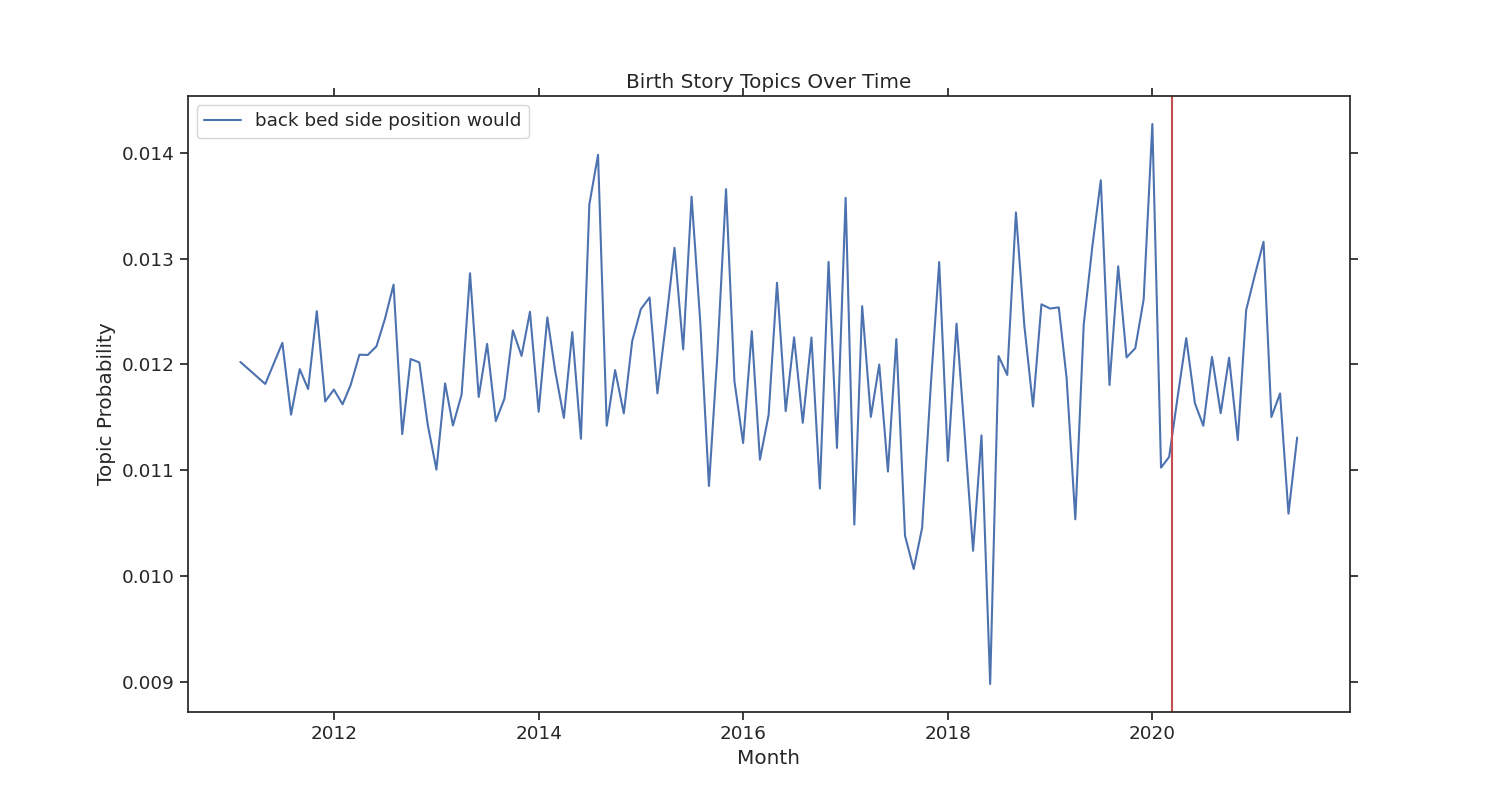 Birth Story Topics Over Time
back bed side position would
0.014
0.013
0.012
0.011
0.010
0.009
Topic Probability
2012 2014 2016 2018 2020
Month